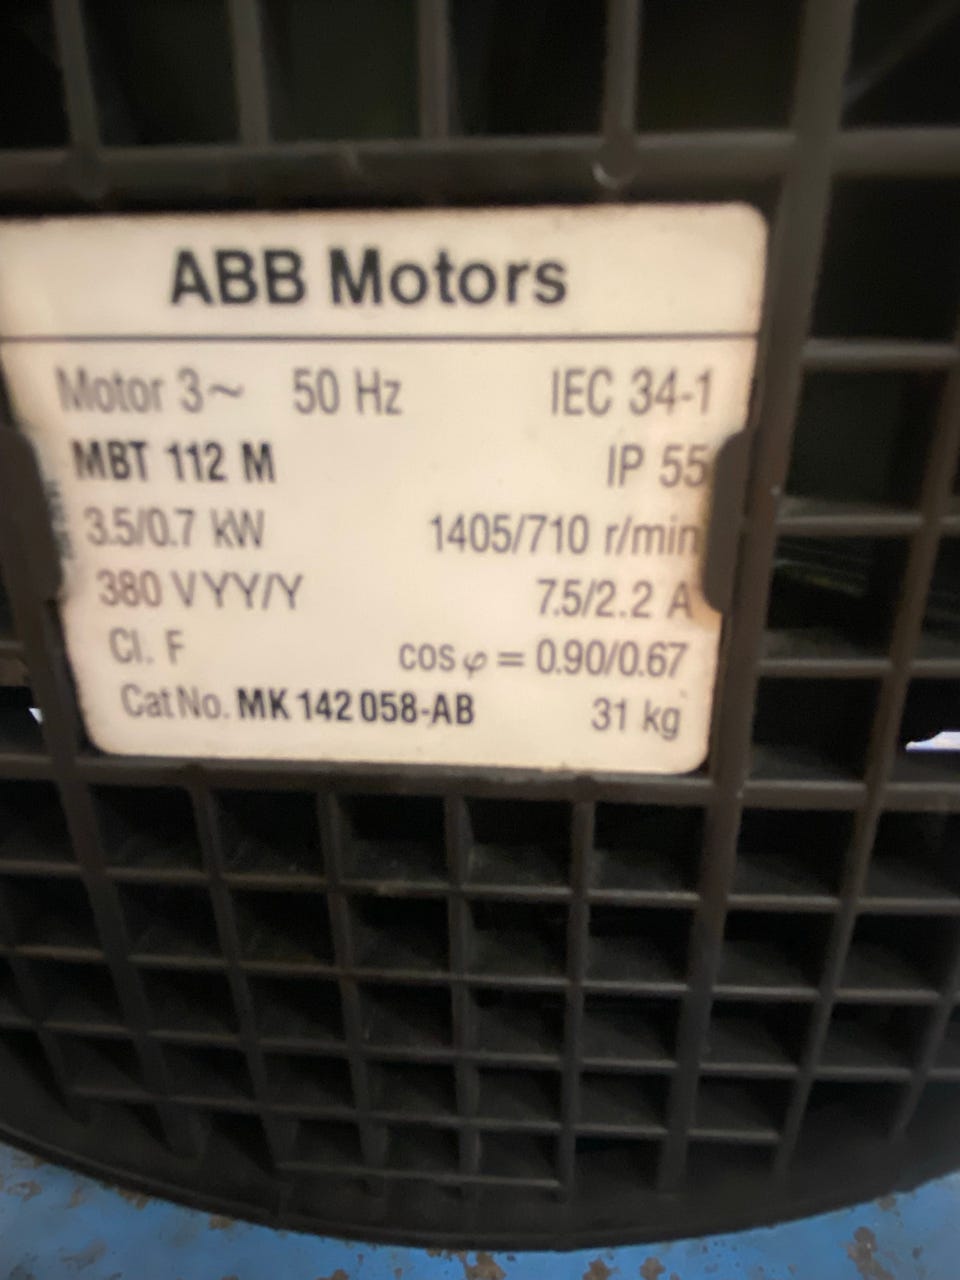 ABB Motors
Motor 3~ 50 Hz IEC 34-1
MBT 112 M IP 55
3.5/0.7 kW 1405/710 r/min
380 V YY/Y 7.5/2.2 A
Cl. F cos φ = 0.90/0.67
Cat No. MK 142 058-AB 31 kg